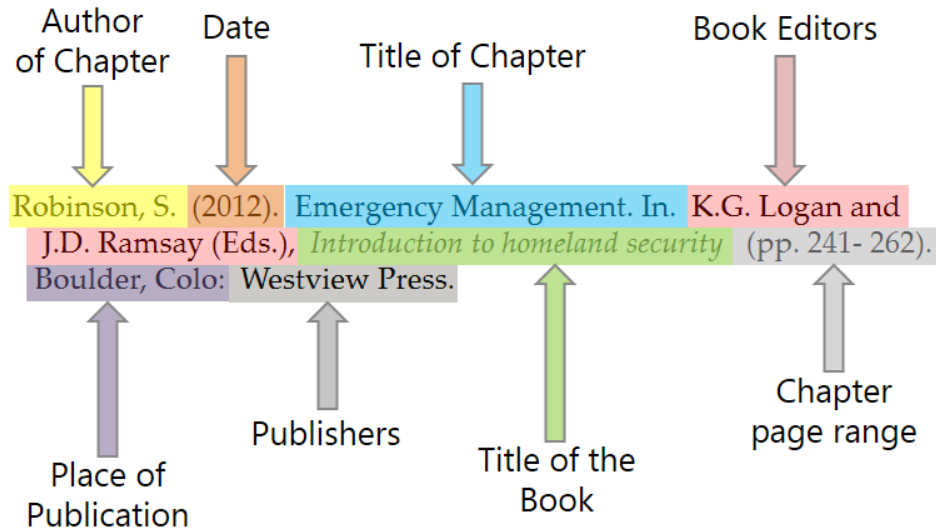 Author
of Chapter
Date
Title of Chapter
Book Editors
Robinson, S. (2012). Emergency Management. In. K.G. Logan and
J.D. Ramsay (Eds.), Introduction to homeland security (pp. 241- 262).
Boulder, Colo: Westview Press.
Place of
Publication
Publishers
Title of the
Book
Chapter
page range